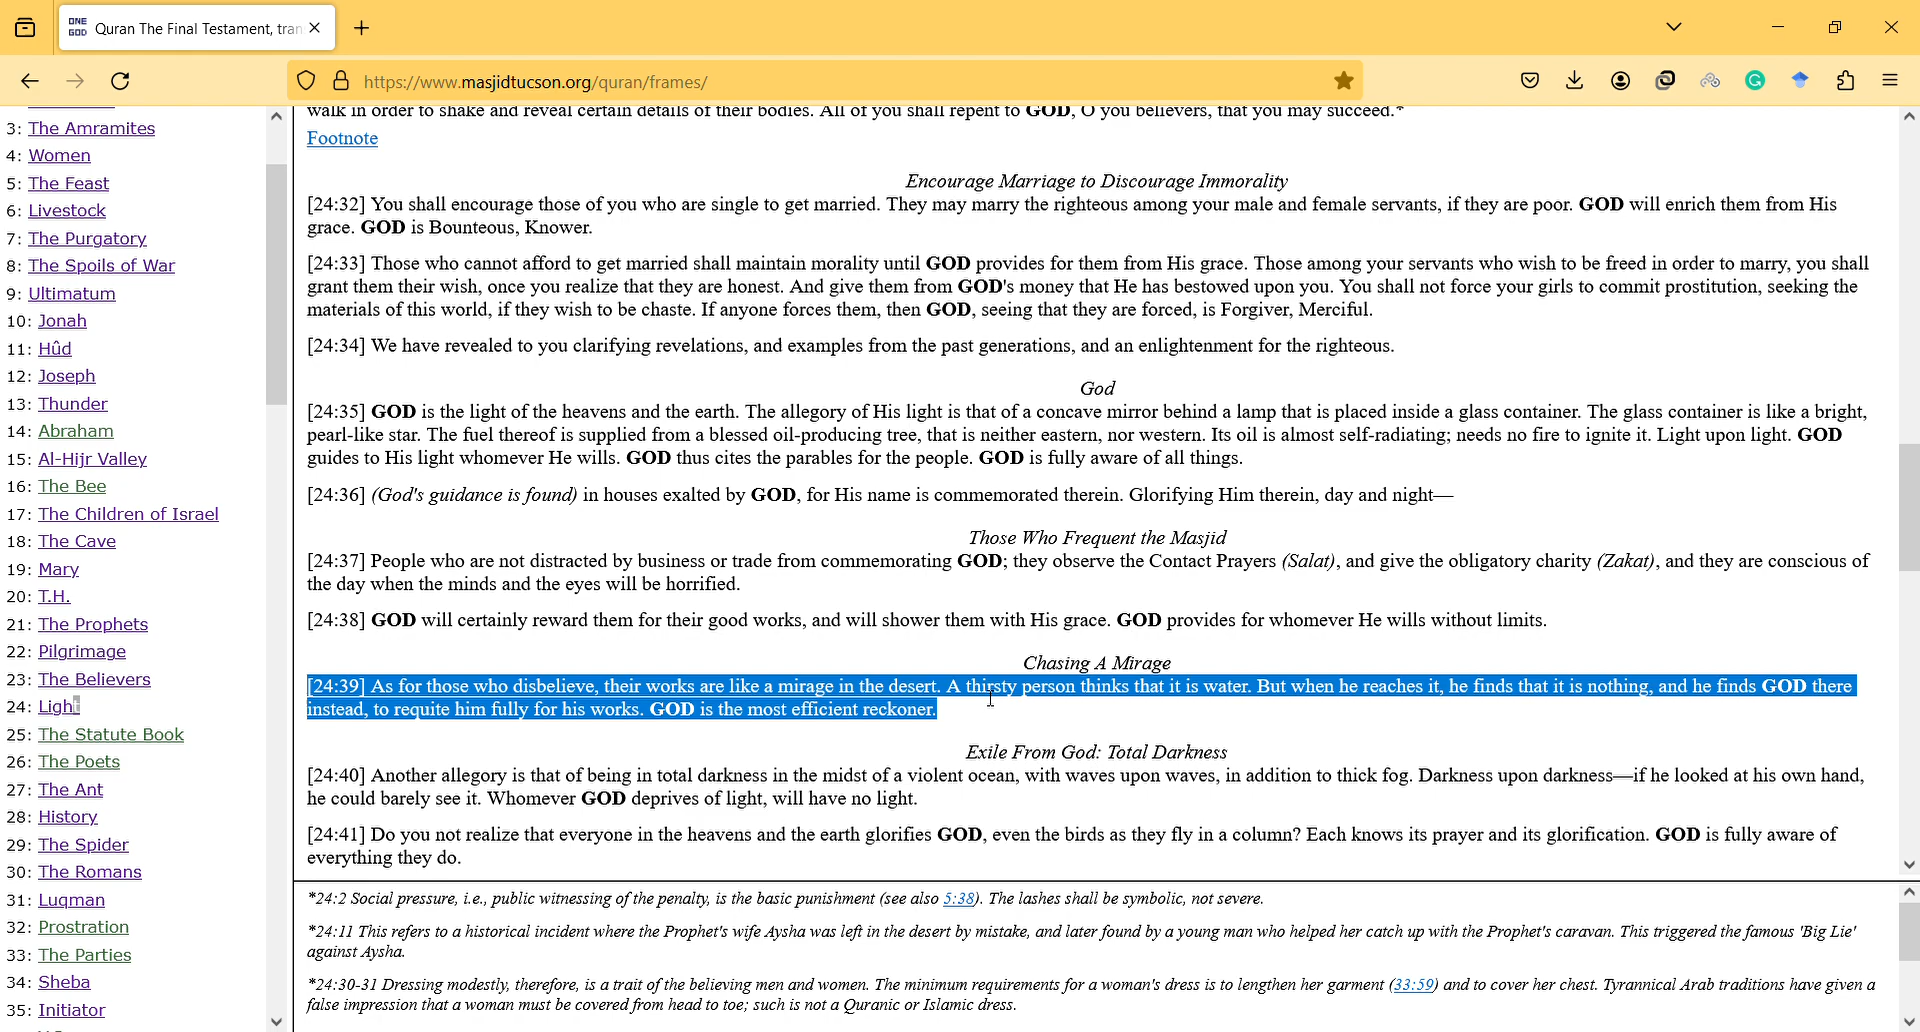 ONE
GOD
Quran The Final Testament, tran
https://www.masjidtucson.org/quran/frames/
3: The Amramites
4: Women
5: The Feast
6: Livestock
7: The Purgatory
8: The Spoils of War
9: Ultimatum
10: Jonah
11: Hûd
12: Joseph
13: Thunder
14: Abraham
15: Al-Hijr Valley
16: The Bee
17: The Children of Israel
18: The Cave
19: Mary
20: T.H.
21: The Prophets
22: Pilgrimage
23: The Believers
24: Light
25: The Statute Book
26: The Poets
27: The Ant
28: History
29: The Spider
30: The Romans
31: Luqman
32: Prostration
33: The Parties
34: Sheba
35: Initiator
walk in order to shake and reveal certain details of their bodies. All of you shall repent to GOD, O you believers, that you may succeed.*
Footnote
Encourage Marriage to Discourage Immorality
[24:32] You shall encourage those of you who are single to get married. They may marry the righteous among your male and female servants, if they are poor. GOD will enrich them from His
grace. GOD is Bounteous, Knower.
[24:33] Those who cannot afford to get married shall maintain morality until GOD provides for them from His grace. Those among your servants who wish to be freed in order to marry, you shall
grant them their wish, once you realize that they are honest. And give them from GOD's money that He has bestowed upon you. You shall not force your girls to commit prostitution, seeking the
materials of this world, if they wish to be chaste. If anyone forces them, then GOD, seeing that they are forced, is Forgiver, Merciful.
[24:34] We have revealed to you clarifying revelations, and examples from the past generations, and an enlightenment for the righteous.
God
[24:35] GOD is the light of the heavens and the earth. The allegory of His light is that of a concave mirror behind a lamp that is placed inside a glass container. The glass container is like a bright,
pearl-like star. The fuel thereof is supplied from a blessed oil-producing tree, that is neither eastern, nor western. Its oil is almost self-radiating; needs no fire to ignite it. Light upon light. GOD
guides to His light whomever He wills. GOD thus cites the parables for the people. GOD is fully aware of all things.
[24:36] (God's guidance is found) in houses exalted by GOD, for His name is commemorated therein. Glorifying Him therein, day and night—
Those Who Frequent the Masjid
[24:37] People who are not distracted by business or trade from commemorating GOD; they observe the Contact Prayers (Salat), and give the obligatory charity (Zakat), and they are conscious of
the day when the minds and the eyes will be horrified.
[24:38] GOD will certainly reward them for their good works, and will shower them with His grace. GOD provides for whomever He wills without limits.
Chasing A Mirage
[24:39] As for those who disbelieve, their works are like a mirage in the desert. A thirsty person thinks that it is water. But when he reaches it, he finds that it is nothing, and he finds GOD there
instead, to requite him fully for his works. GOD is the most efficient reckoner.
Exile From God: Total Darkness
[24:40] Another allegory is that of being in total darkness in the midst of a violent ocean, with waves upon waves, in addition to thick fog. Darkness upon darkness—if he looked at his own hand,
he could barely see it. Whomever GOD deprives of light, will have no light.
[24:41] Do you not realize that everyone in the heavens and the earth glorifies GOD, even the birds as they fly in a column? Each knows its prayer and its glorification. GOD is fully aware of
everything they do.
*24:2 Social pressure, i.e., public witnessing of the penalty, is the basic punishment (see also 5:38). The lashes shall be symbolic, not severe.
*24:11 This refers to a historical incident where the Prophet's wife Aysha was left in the desert by mistake, and later found by a young man who helped her catch up with the Prophet's caravan. This triggered the famous 'Big Lie'
against Aysha.
*24:30-31 Dressing modestly, therefore, is a trait of the believing men and women. The minimum requirements for a woman's dress is to lengthen her garment (33:59) and to cover her chest. Tyrannical Arab traditions have given a
false impression that a woman must be covered from head to toe; such is not a Quranic or Islamic dress.